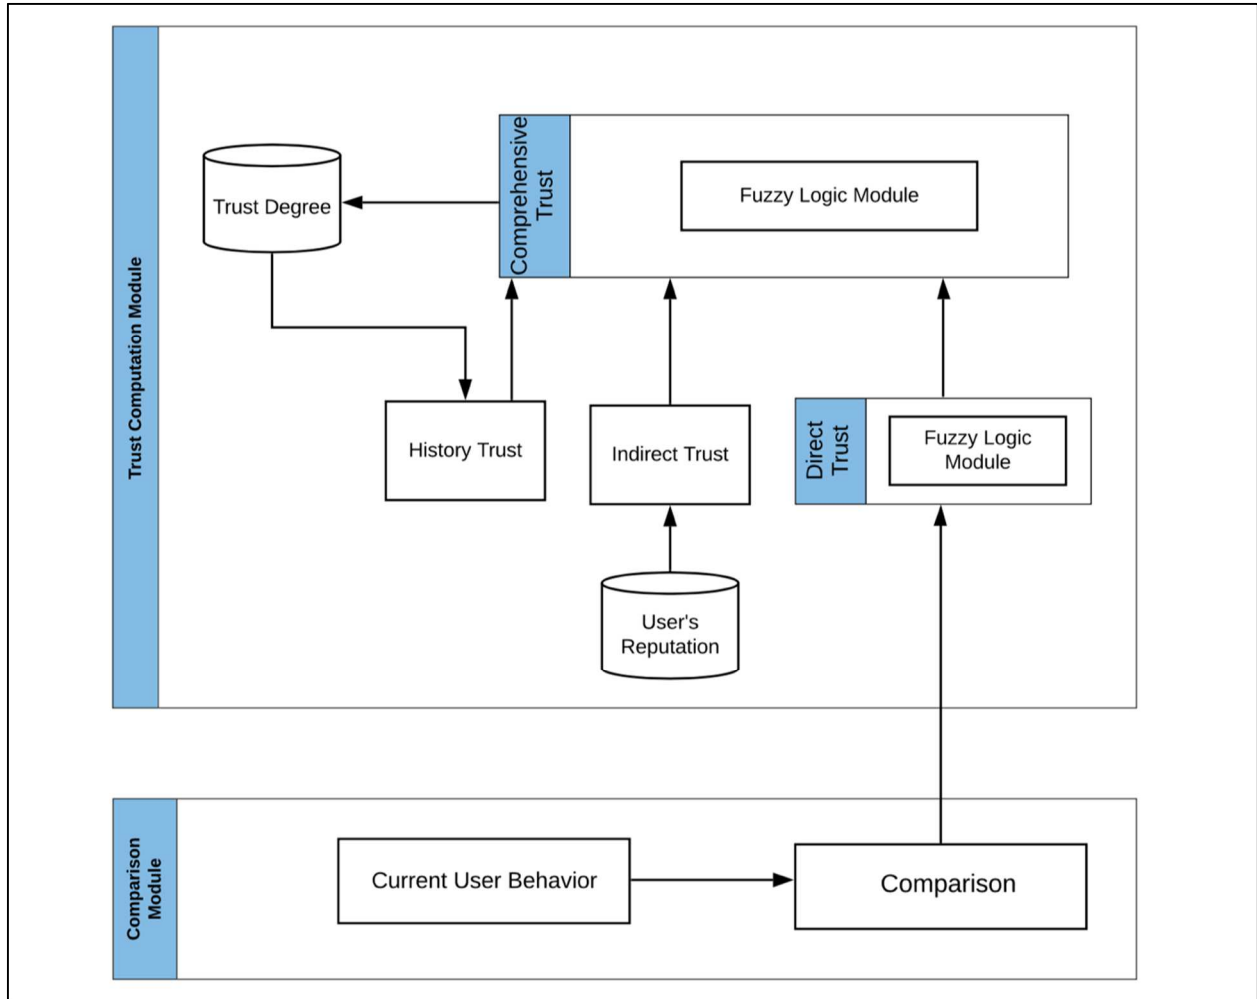 Trust Computation Module
Comprehensive
Trust
Fuzzy Logic Module
Trust Degree
History Trust
Indirect Trust
Direct
Trust
Fuzzy Logic
Module
User's
Reputation
Comparison
Module
Current User Behavior
Comparison